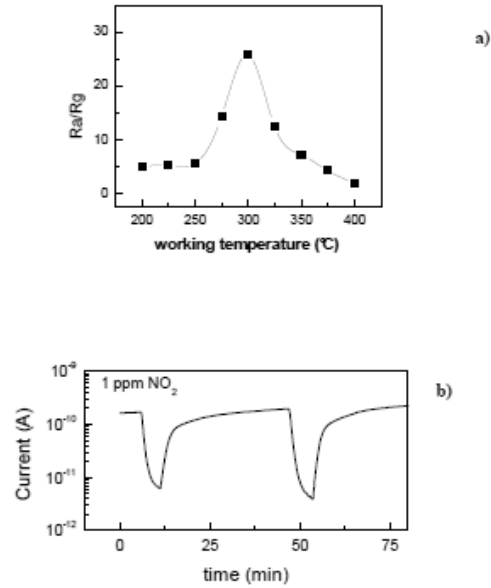 a)
30
20
10
0
Ra/Rg
200 250 300 350 400
working temperature (°C)
b)
10⁻⁹
10⁻¹⁰
10⁻¹¹
10⁻¹²
1 ppm NO₂
Current (A)
0 25 50 75
time (min)